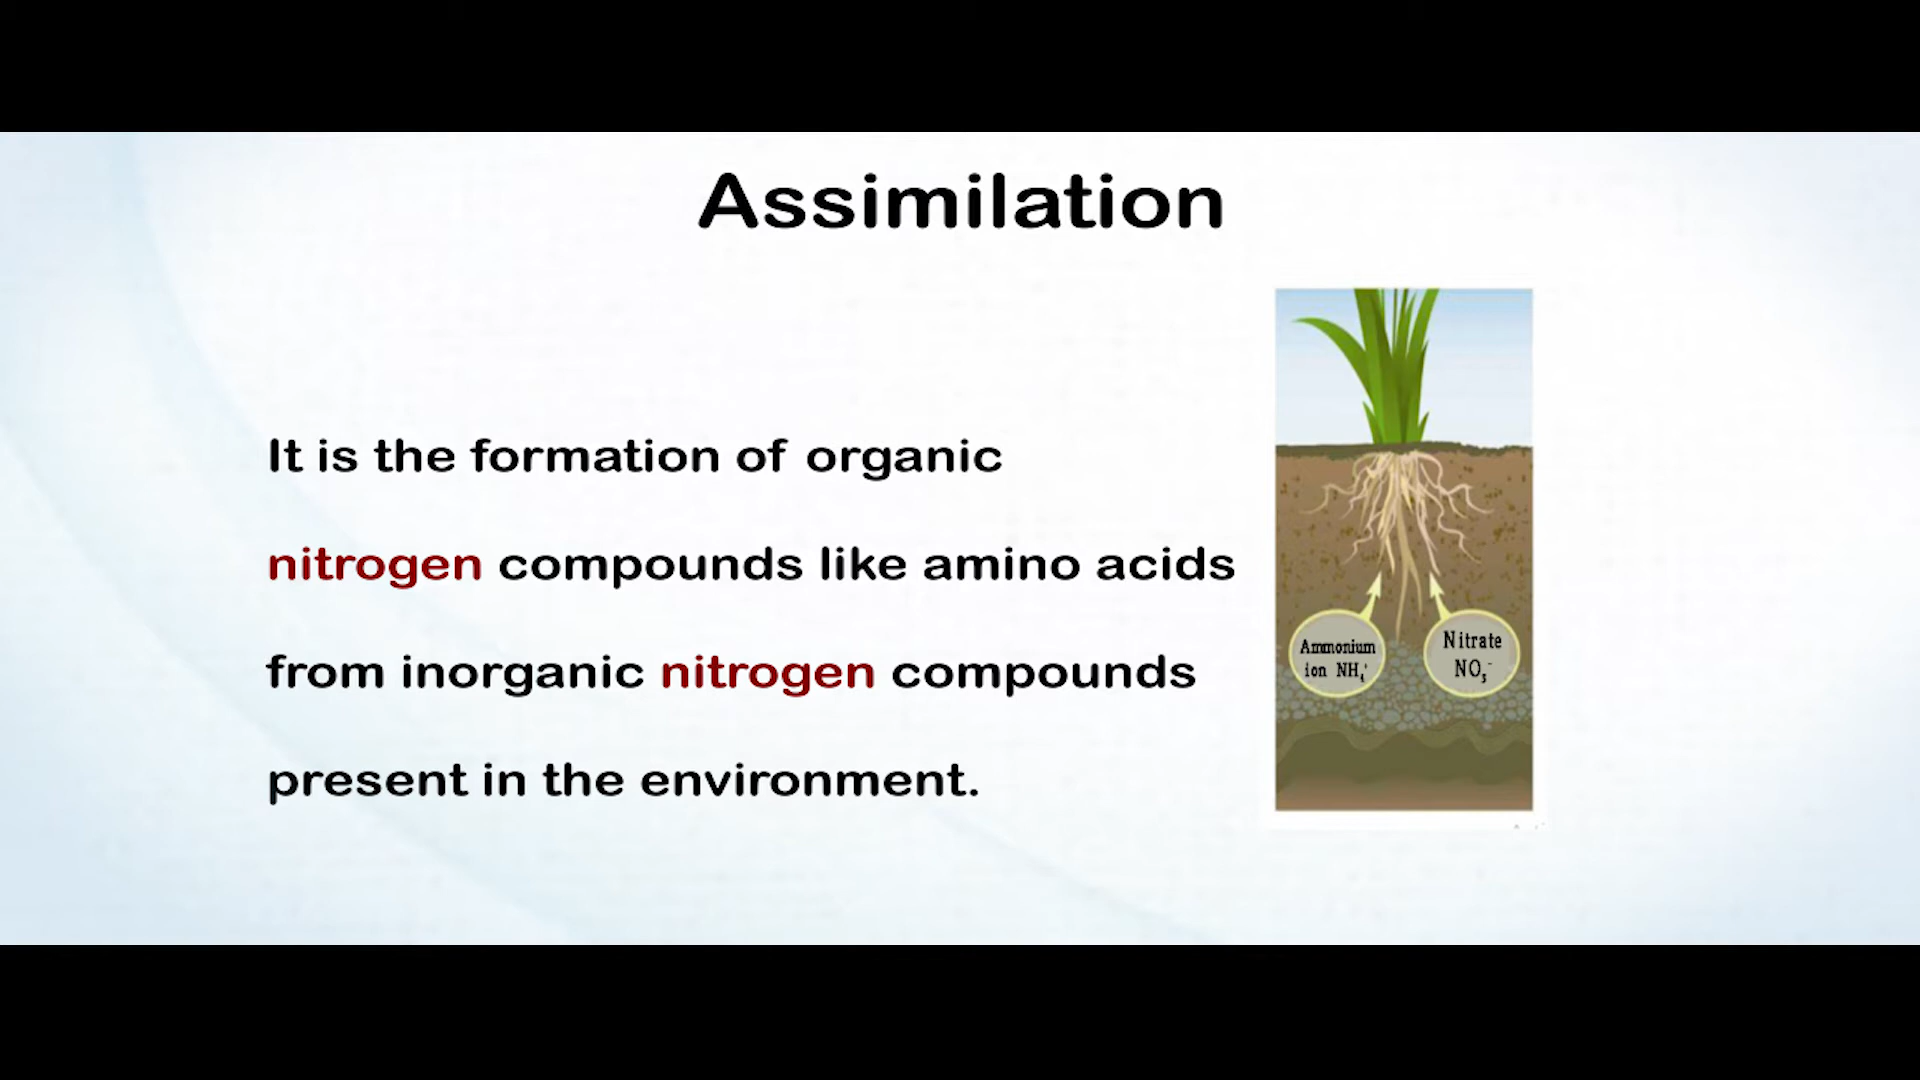 Assimilation
It is the formation of organic
nitrogen compounds like amino acids
from inorganic nitrogen compounds
present in the environment.
Ammonium
ion NH₄⁺
Nitrate
NO₃⁻